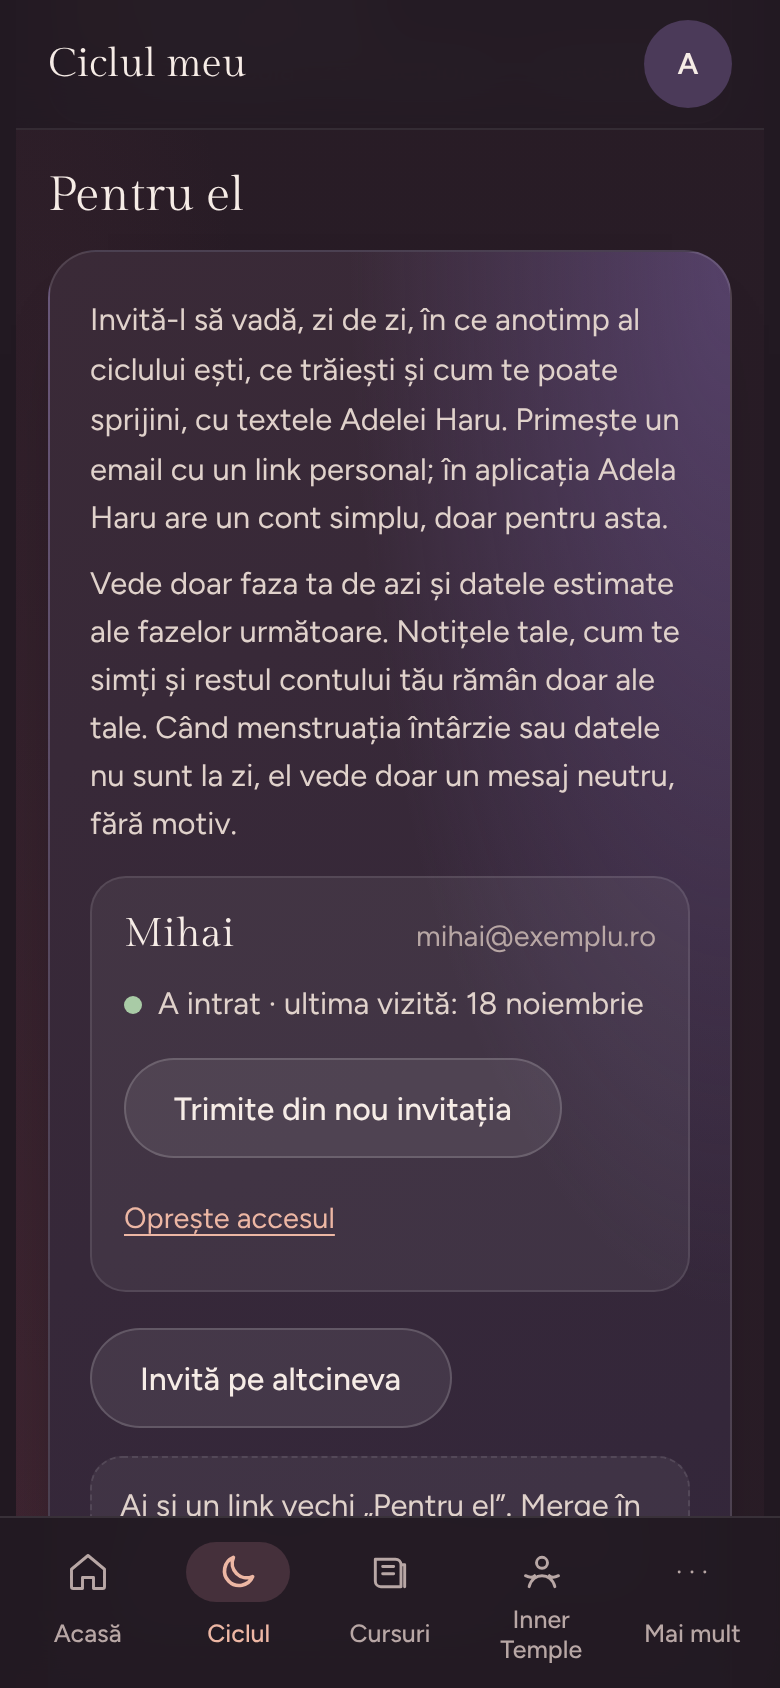 Ciclul meu
A
Pentru el
Invită-l să vadă, zi de zi, în ce anotimp al
ciclului ești, ce trăiești și cum te poate
sprijini, cu textele Adelei Haru. Primește un
email cu un link personal; în aplicația Adela
Haru are un cont simplu, doar pentru asta.
Vede doar faza ta de azi și datele estimate
ale fazelor următoare. Notițele tale, cum te
simți și restul contului tău rămân doar ale
tale. Când menstruația întârzie sau datele
nu sunt la zi, el vede doar un mesaj neutru,
fără motiv.
Mihai
mihai@exemplu.ro
A intrat · ultima vizită: 18 noiembrie
Trimite din nou invitația
Oprește accesul
Invită pe altcineva
Ai și un link vechi „Pentru el”. Merge în
Acasă
Ciclul
Cursuri
Inner
Temple
Mai mult